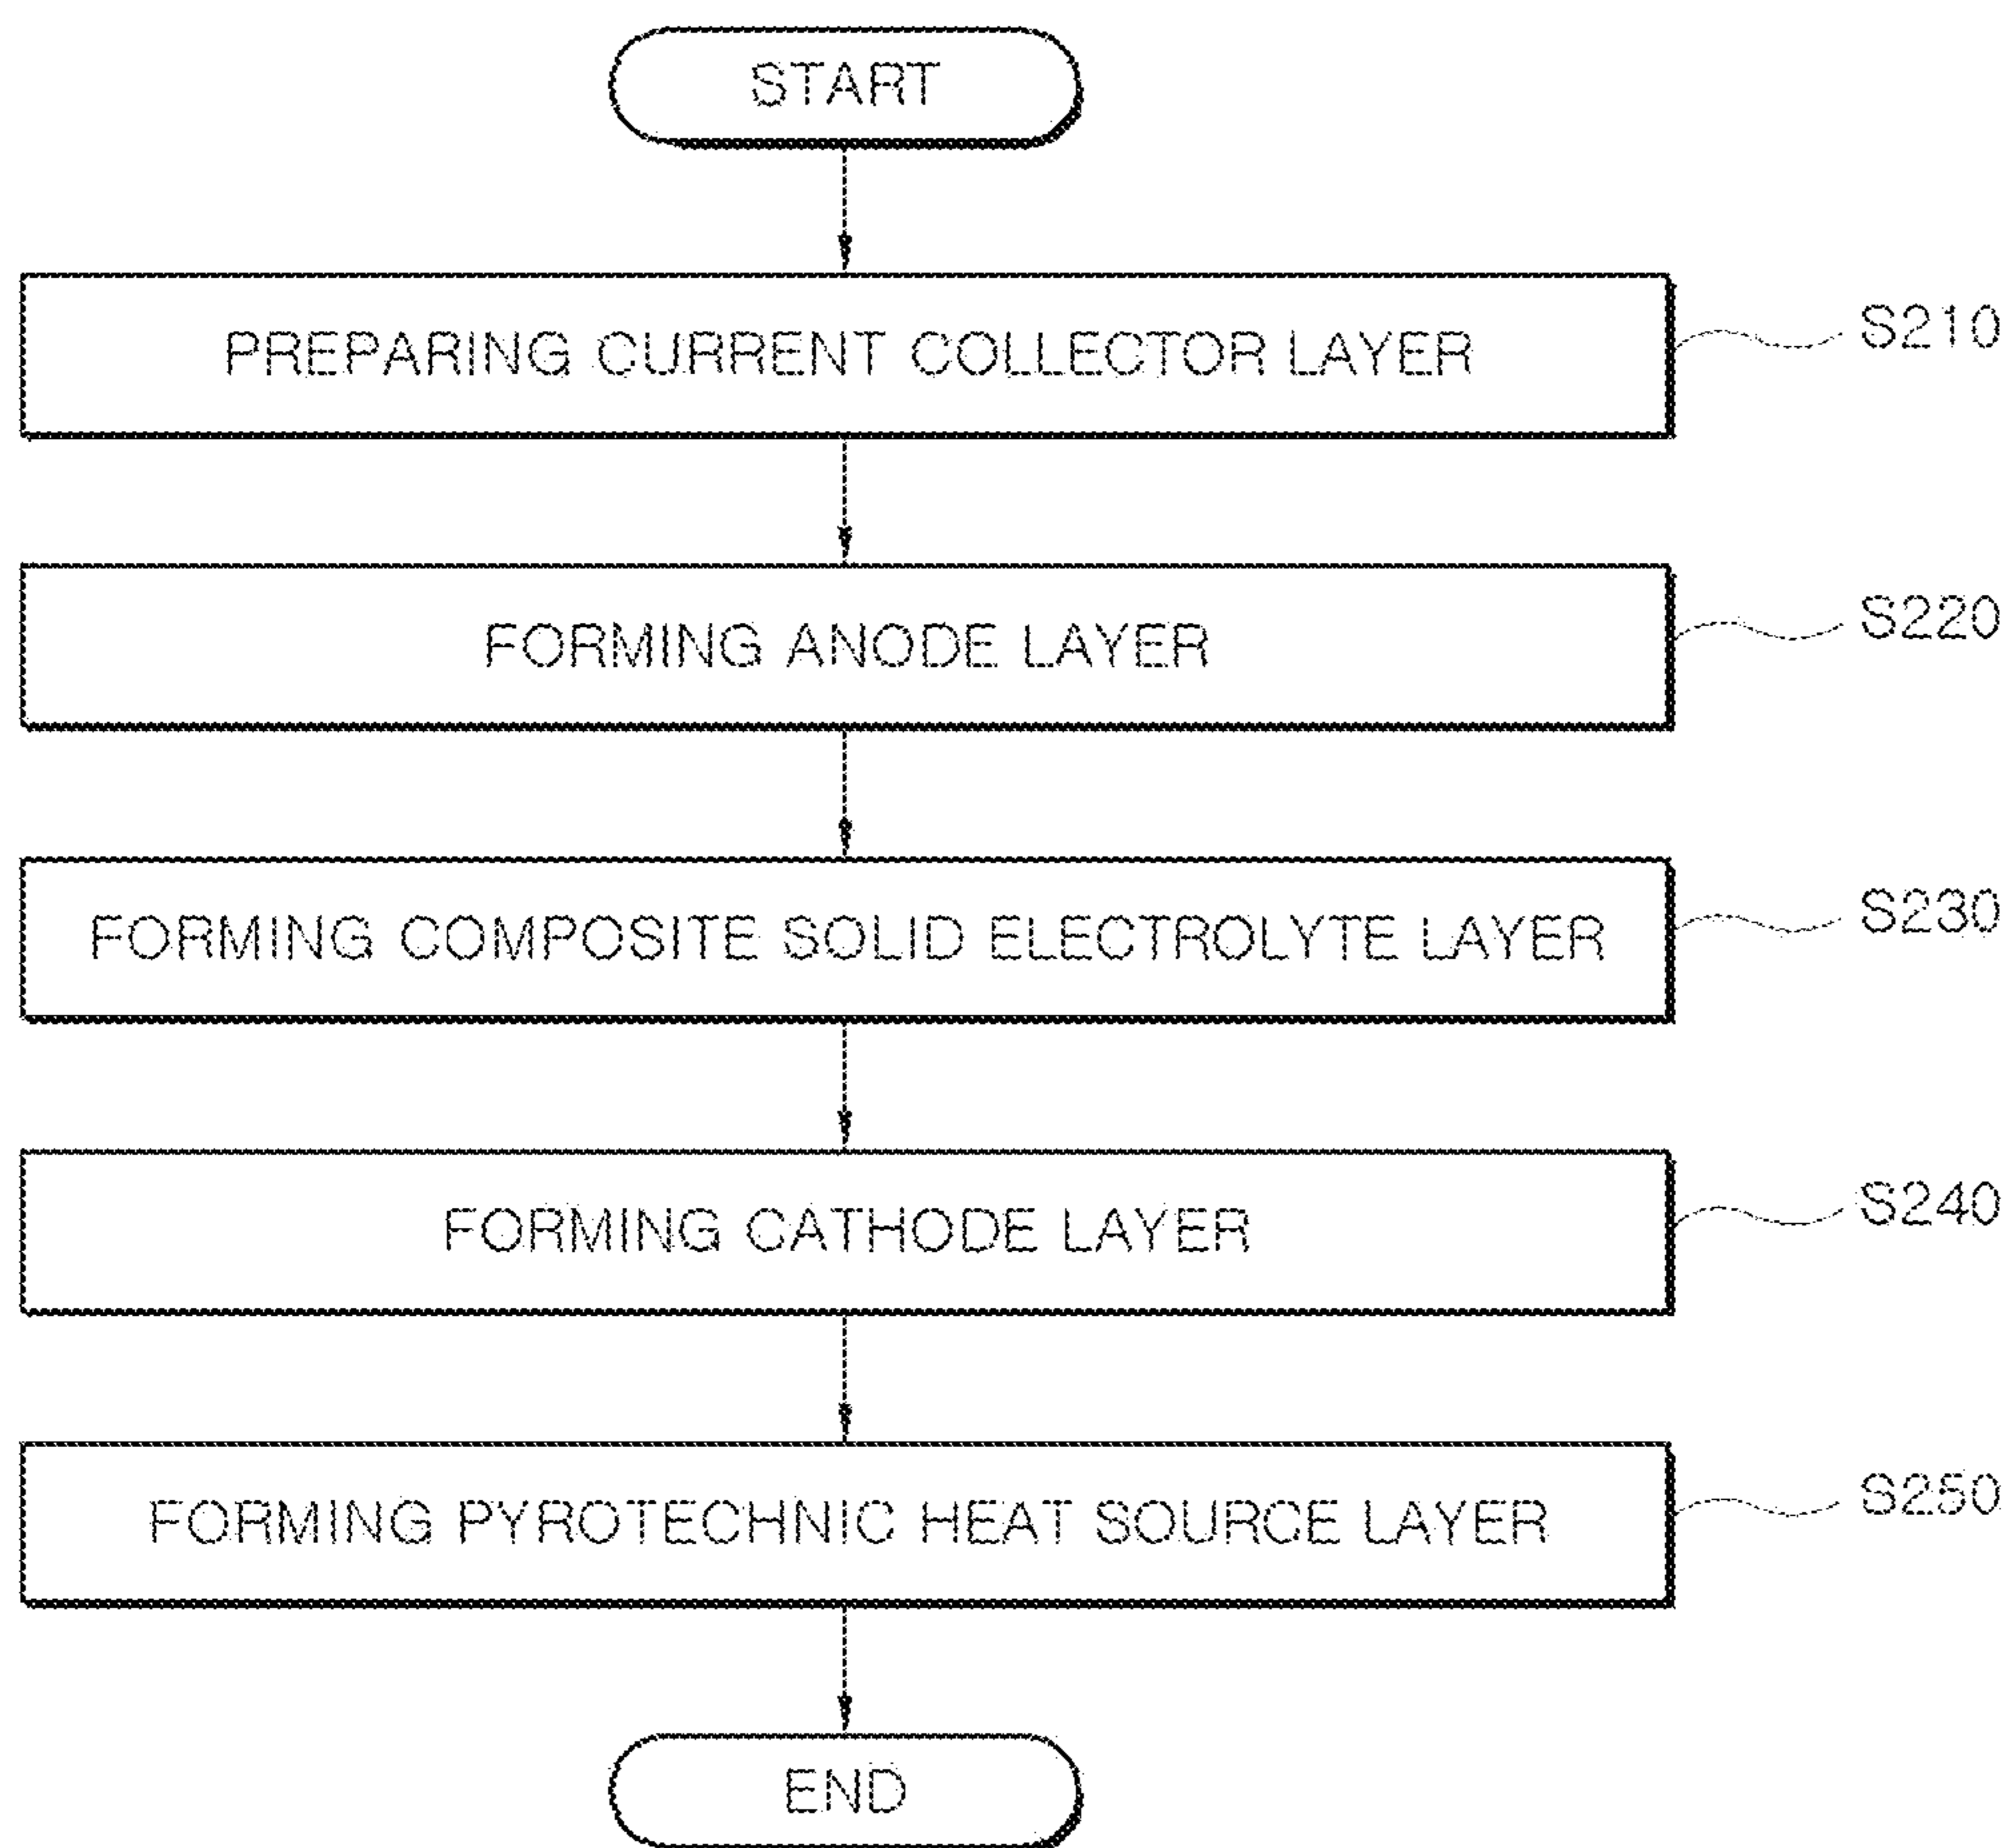 START
PREPARING CURRENT COLLECTOR LAYER
S210
FORMING ANODE LAYER
S220
FORMING COMPOSITE SOLID ELECTROLYTE LAYER
S230
FORMING CATHODE LAYER
S240
FORMING PYROTECHNIC HEAT SOURCE LAYER
S250
END